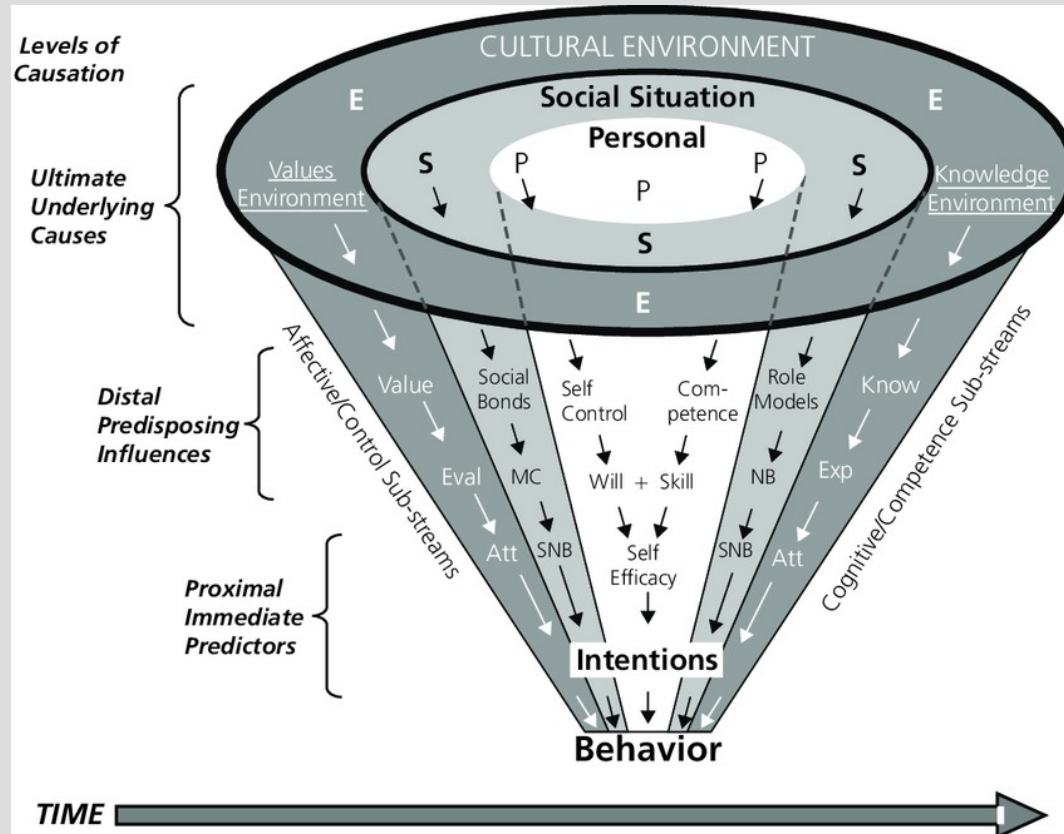 Levels of
Causation
CULTURAL ENVIRONMENT
E
E
Social Situation
Personal
S
P
P
S
P
Values
Environment
Knowledge
Environment
Ultimate
Underlying
Causes
S
E
Affective/Control Sub-streams
Cognitive/Competence Sub-streams
Distal
Predisposing
Influences
Value
Social
Bonds
Self
Control
Com-
petence
Role
Models
Know
Eval
MC
Will + Skill
NB
Exp
Att
SNB
Self
Efficacy
SNB
Att
Proximal
Immediate
Predictors
Intentions
Behavior
TIME